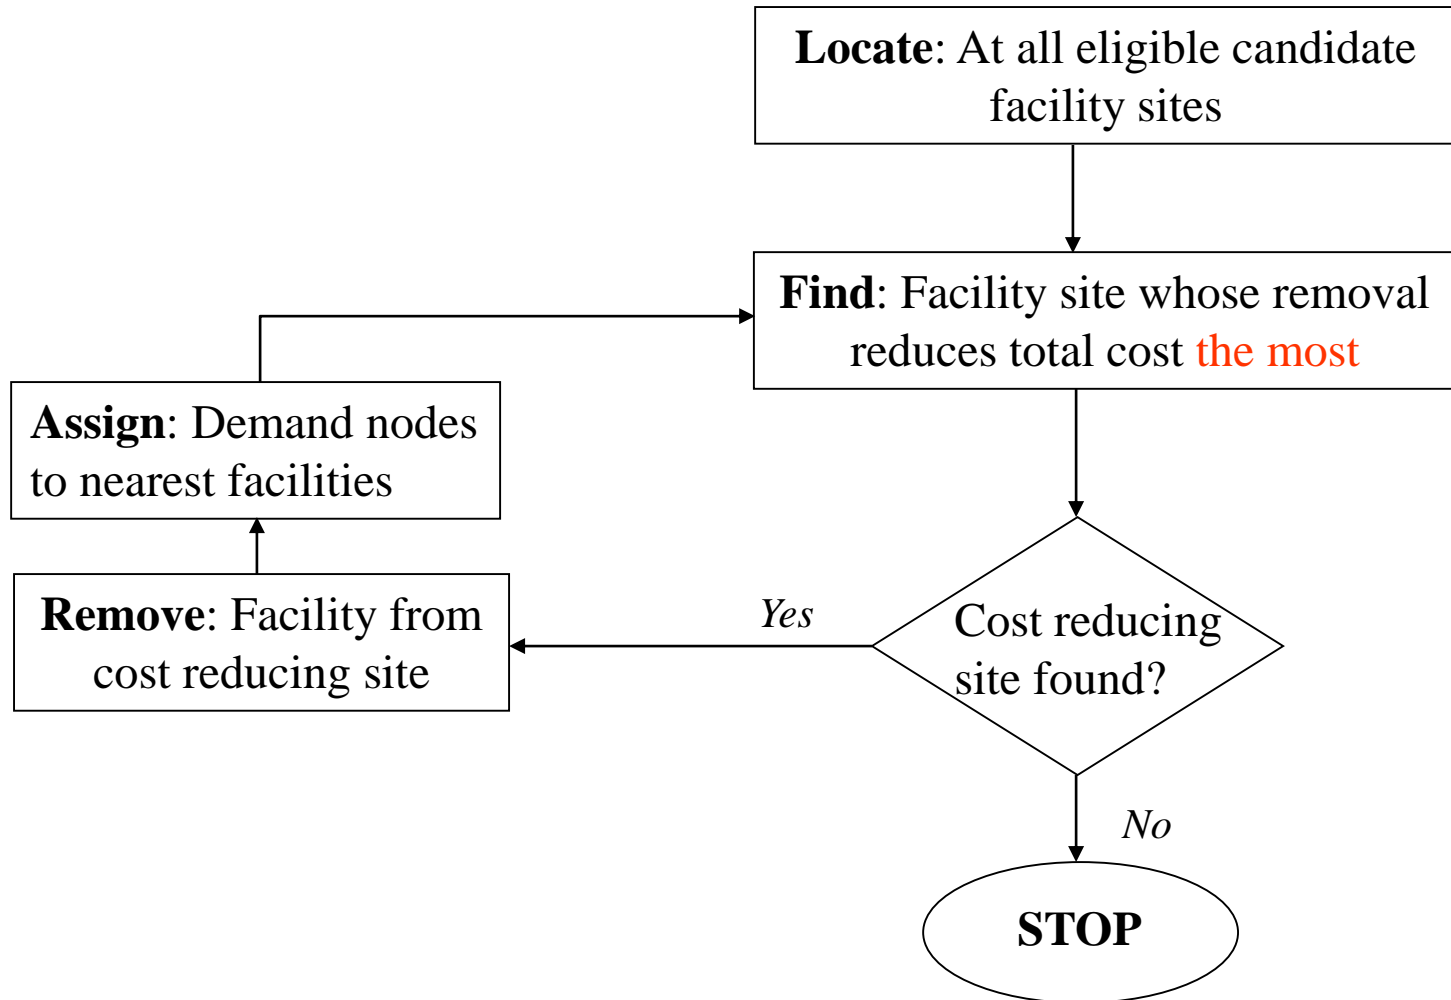 Locate: At all eligible candidate
facility sites
Find: Facility site whose removal
reduces total cost the most
Assign: Demand nodes
to nearest facilities
Remove: Facility from
cost reducing site
Yes
Cost reducing
site found?
No
STOP